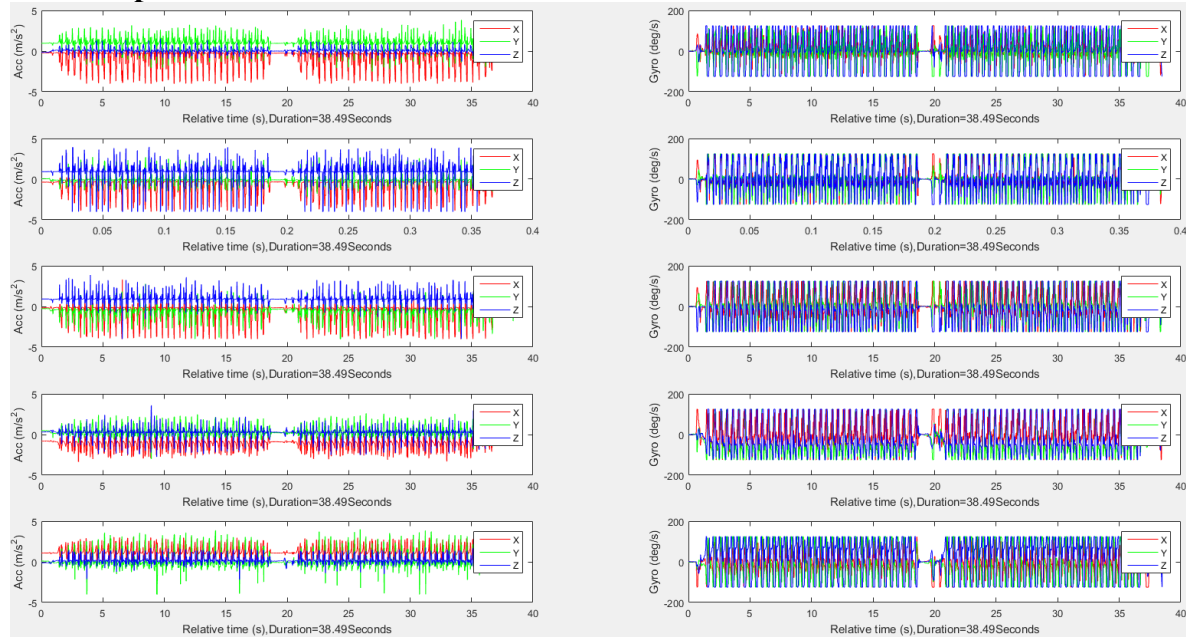 Acc (m/s²)
5
0
-5
X
Y
Z
0 5 10 15 20 25 30 35 40
Relative time (s),Duration=38.49Seconds
Gyro (deg/s)
200
0
-200
X
Y
Z
0 5 10 15 20 25 30 35 40
Relative time (s),Duration=38.49Seconds
Acc (m/s²)
5
0
-5
X
Y
Z
0 0.05 0.1 0.15 0.2 0.25 0.3 0.35 0.4
Relative time (s),Duration=38.49Seconds
Gyro (deg/s)
200
0
-200
X
Y
Z
0 0.05 0.1 0.15 0.2 0.25 0.3 0.35 0.4
Relative time (s),Duration=38.49Seconds
Acc (m/s²)
5
0
-5
X
Y
Z
0 5 10 15 20 25 30 35 40
Relative time (s),Duration=38.49Seconds
Gyro (deg/s)
200
0
-200
X
Y
Z
0 5 10 15 20 25 30 35 40
Relative time (s),Duration=38.49Seconds
Acc (m/s²)
5
0
-5
X
Y
Z
0 5 10 15 20 25 30 35 40
Relative time (s),Duration=38.49Seconds
Gyro (deg/s)
200
0
-200
X
Y
Z
0 5 10 15 20 25 30 35 40
Relative time (s),Duration=38.49Seconds
Acc (m/s²)
5
0
-5
X
Y
Z
0 5 10 15 20 25 30 35 40
Relative time (s),Duration=38.49Seconds
Gyro (deg/s)
200
0
-200
X
Y
Z
0 5 10 15 20 25 30 35 40
Relative time (s),Duration=38.49Seconds